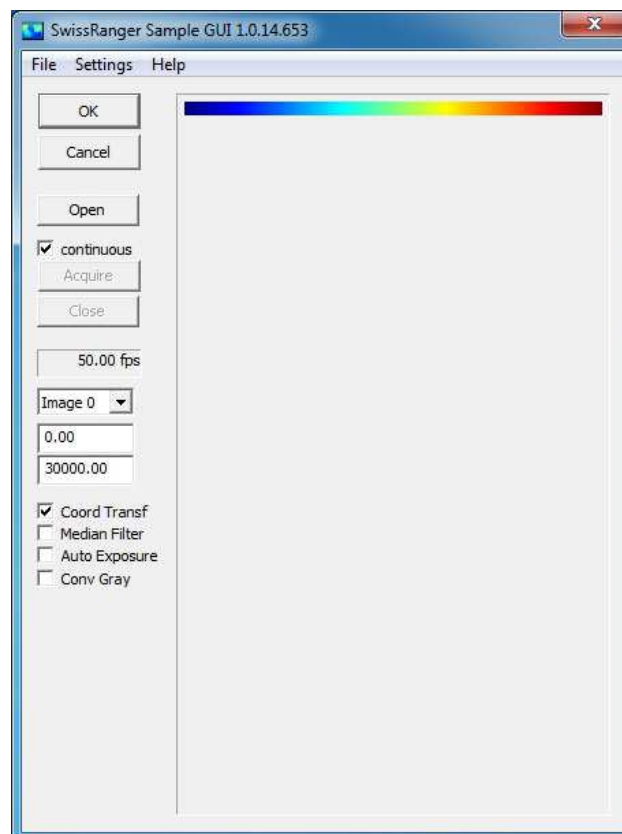 SwissRanger Sample GUI 1.0.14.653
File Settings Help
OK
Cancel
Open
continuous
Acquire
Close
50.00 fps
Image 0
0.00
30000.00
Coord Transf
Median Filter
Auto Exposure
Conv Gray